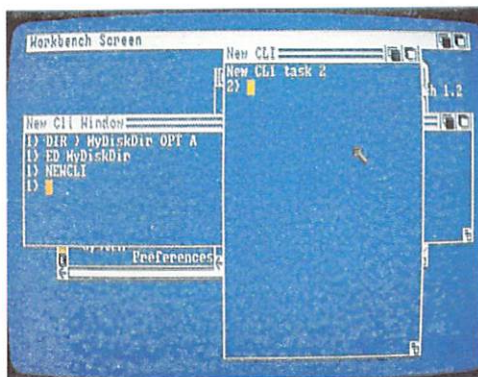 Workbench Screen
New CLI
New CLI task 2
2>
h 1.2
New Cli Window
1> DIR > MyDiskDir OPT A
1> ED MyDiskDir
1> NEWCLI
1>
System
Preferences